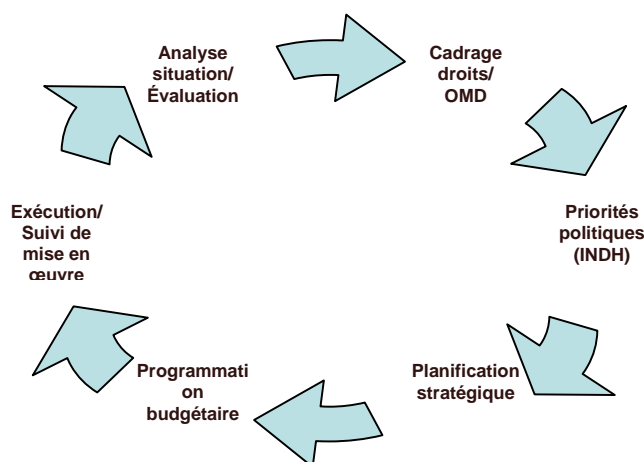 Analyse
situation/
Évaluation
Cadrage
droits/
OMD
Priorités
politiques
(INDH)
Planification
stratégique
Programmati
on
budgétaire
Exécution/
Suivi de
mise en
œuvre